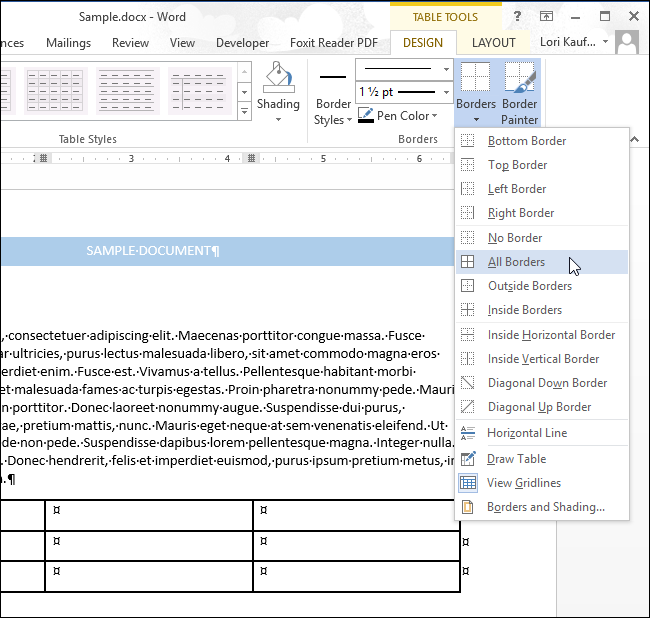 Sample.docx - Word
TABLE TOOLS
?
nces Mailings Review View Developer Foxit Reader PDF DESIGN LAYOUT Lori Kauf...
Shading
Border Styles
1 ½ pt
Pen Color
Borders
Border Painter
Table Styles
Borders
2 3 4 5 6
Bottom Border
Top Border
Left Border
Right Border
No Border
All Borders
Outside Borders
Inside Borders
Inside Horizontal Border
Inside Vertical Border
Diagonal Down Border
Diagonal Up Border
Horizontal Line
Draw Table
View Gridlines
Borders and Shading...
SAMPLE·DOCUMENT¶
,·consectetuer·adipiscing·elit.·Maecenas·porttitor·congue·massa.·Fusce·
ar·ultricies,·purus·lectus·malesuada·libero,·sit·amet·commodo·magna·eros·
erdiet·enim.·Fusce·est.·Vivamus·a·tellus.·Pellentesque·habitant·morbi·
et·malesuada·fames·ac·turpis·egestas.·Proin·pharetra·nonummy·pede.·Mauri
n·porttitor.·Donec·laoreet·nonummy·augue.·Suspendisse·dui·purus,·
ae,·pretium·mattis,·nunc.·Mauris·eget·neque·at·sem·venenatis·eleifend.·Ut·
de·non·pede.·Suspendisse·dapibus·lorem·pellentesque·magna.·Integer·nulla.
.·Donec·hendrerit,·felis·et·imperdiet·euismod,·purus·ipsum·pretium·metus,·in
a.¶
¤ ¤
¤ ¤ ¤
¤ ¤ ¤